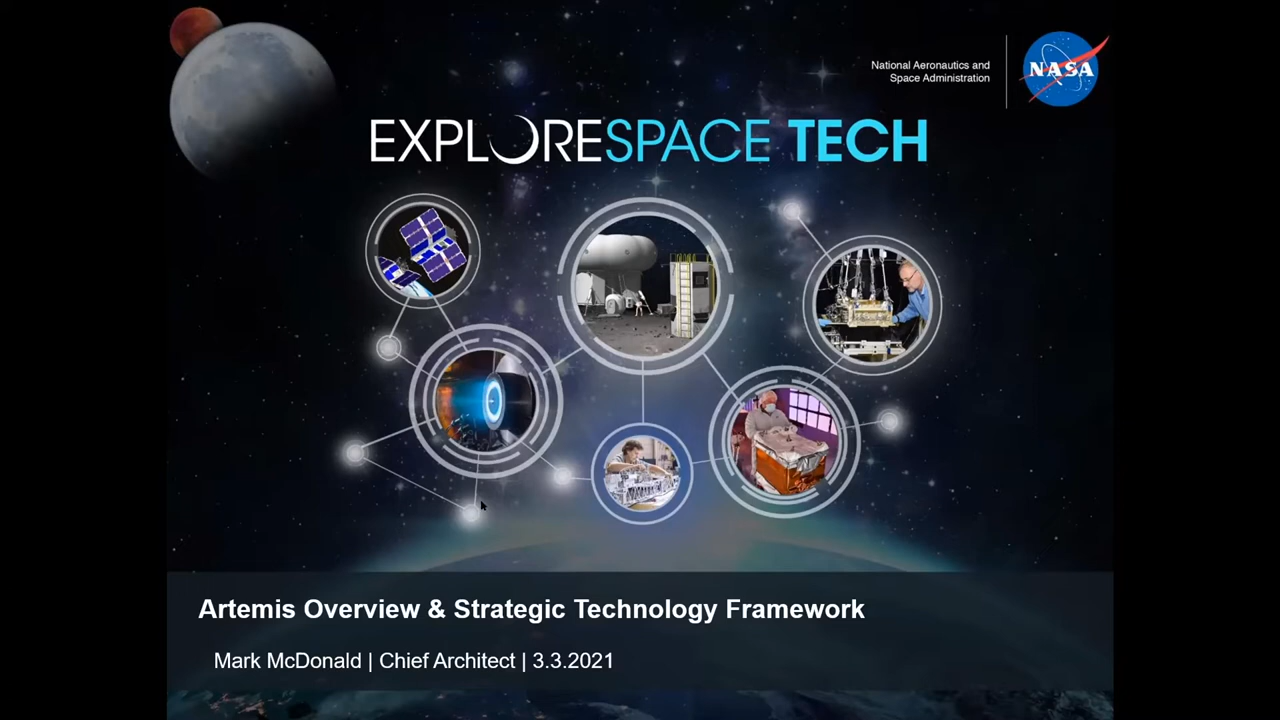 National Aeronautics and
Space Administration
NASA
EXPLORESPACE TECH
Artemis Overview & Strategic Technology Framework
Mark McDonald | Chief Architect | 3.3.2021